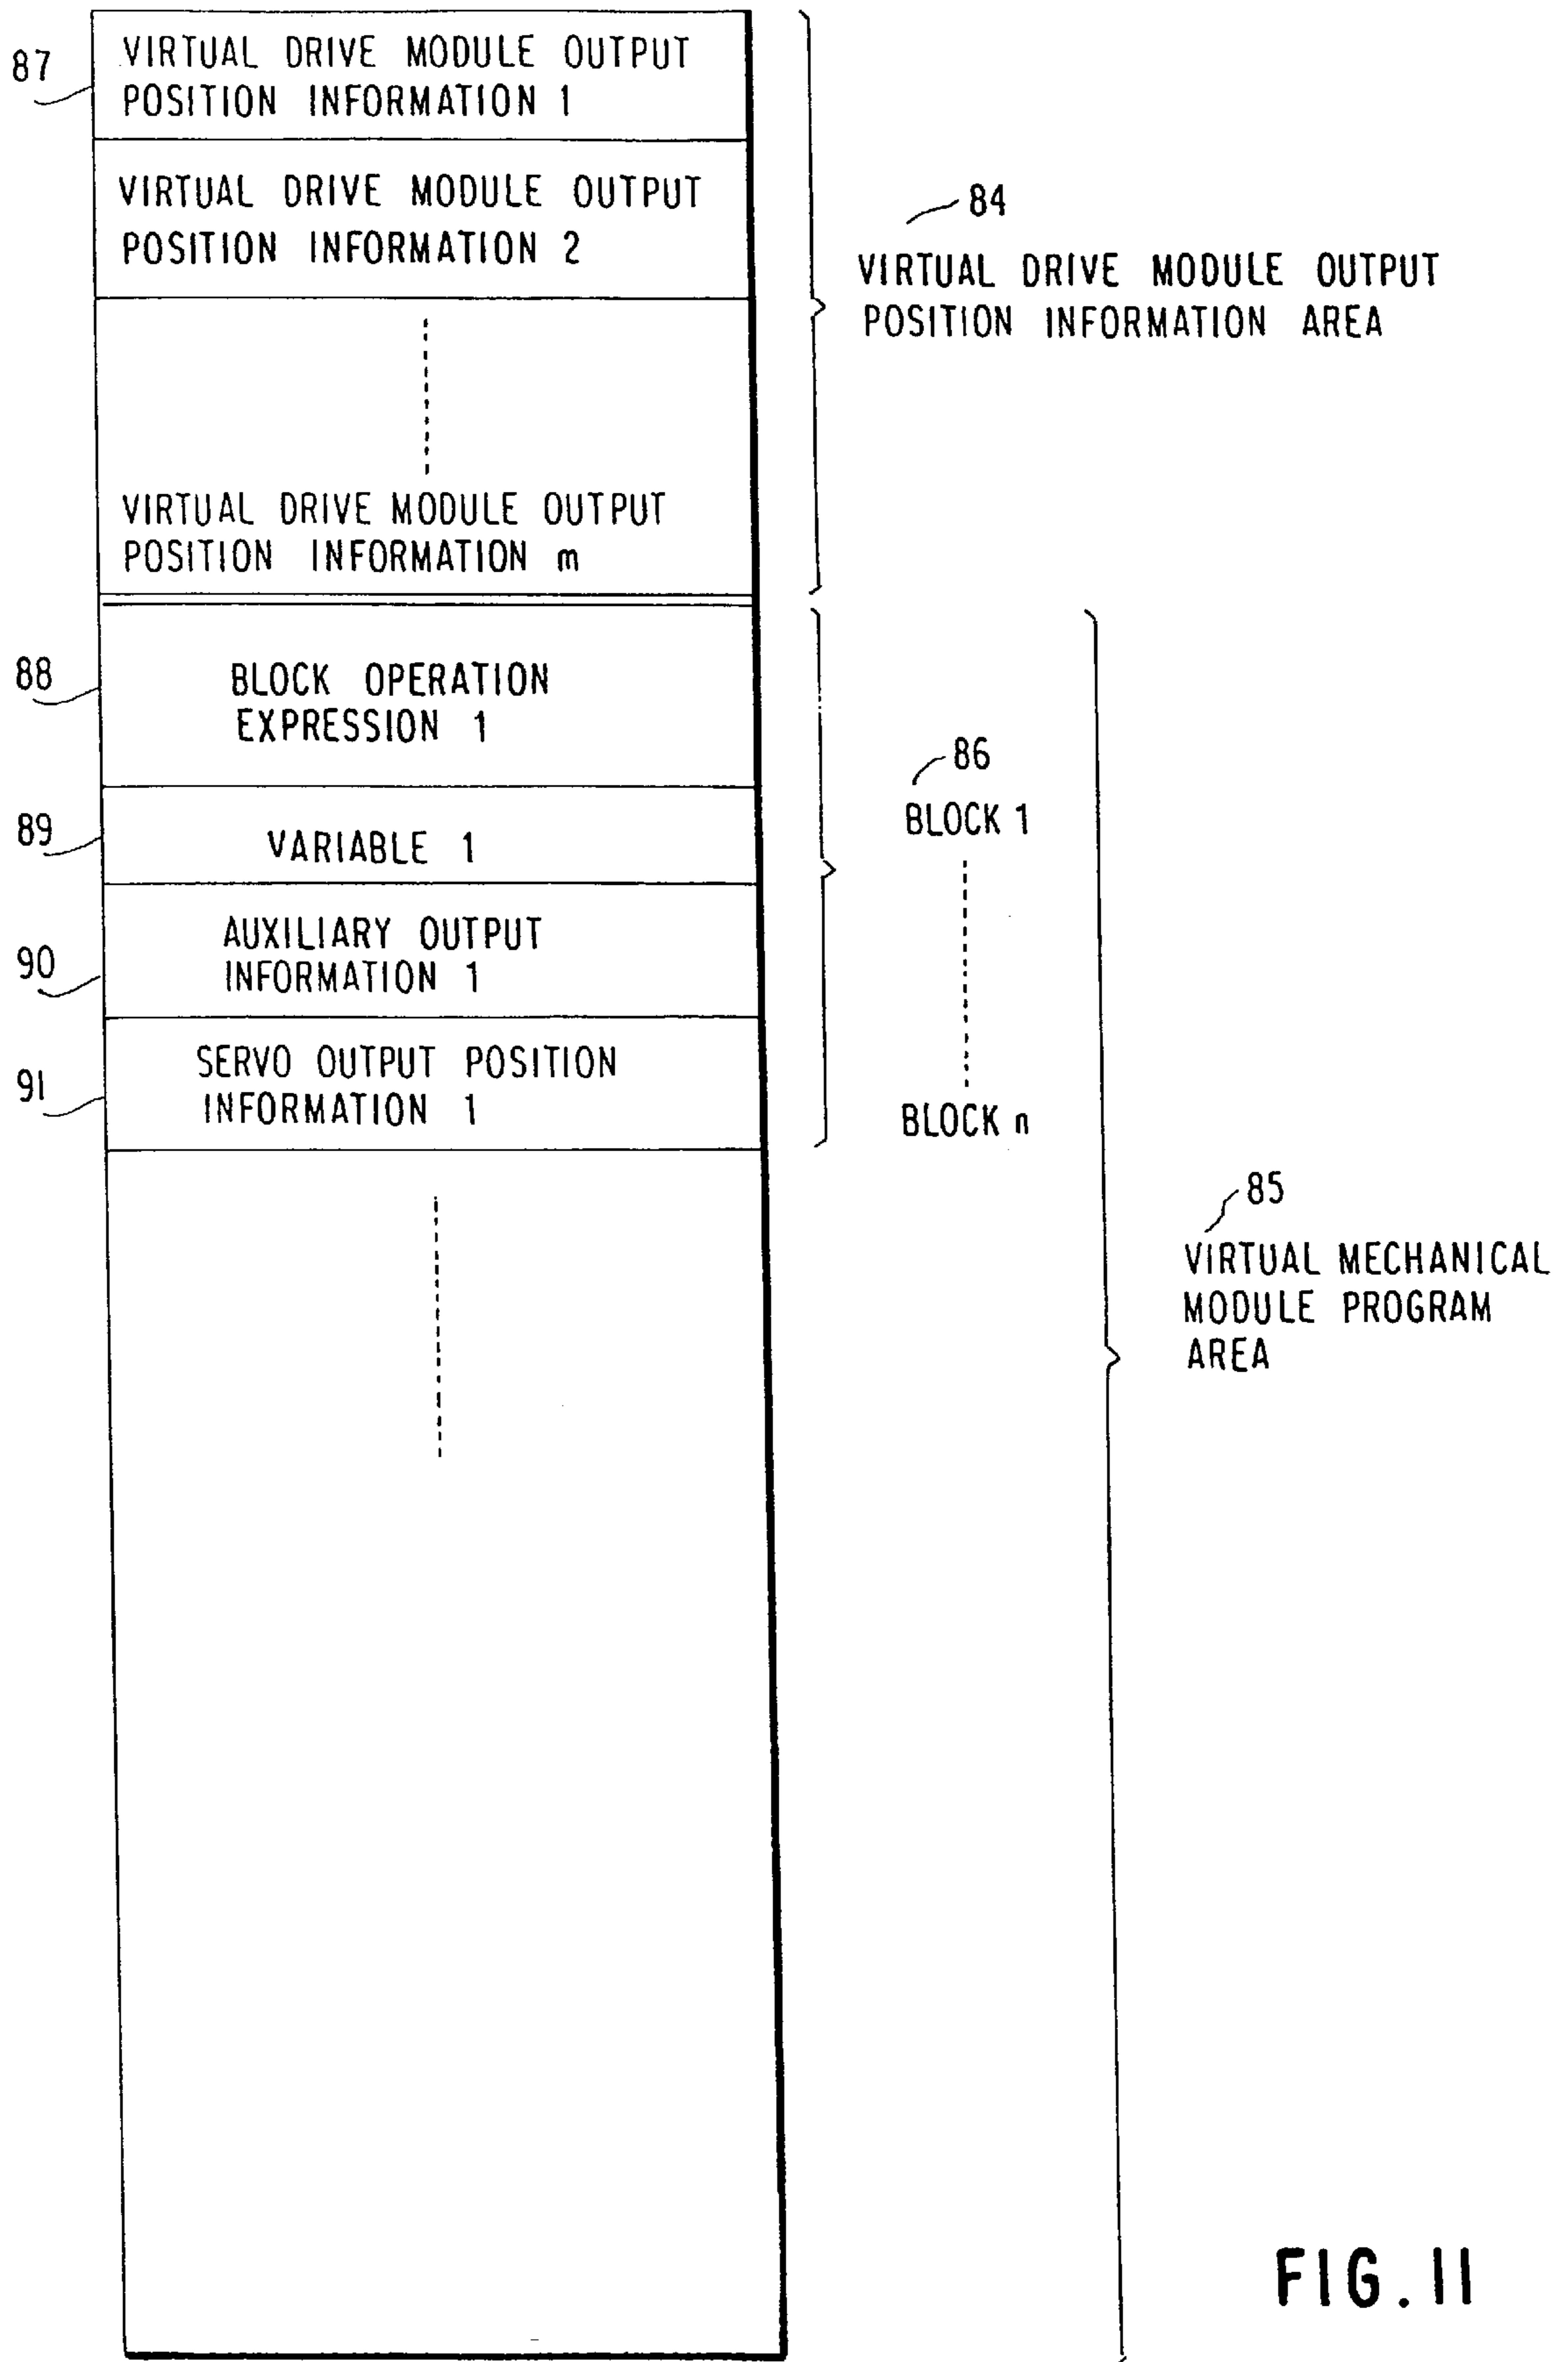 87
VIRTUAL DRIVE MODULE OUTPUT
POSITION INFORMATION 1
VIRTUAL DRIVE MODULE OUTPUT
POSITION INFORMATION 2
84
VIRTUAL DRIVE MODULE OUTPUT
POSITION INFORMATION AREA
VIRTUAL DRIVE MODULE OUTPUT
POSITION INFORMATION m
88
BLOCK OPERATION
EXPRESSION 1
86
BLOCK 1
89
VARIABLE 1
90
AUXILIARY OUTPUT
INFORMATION 1
91
SERVO OUTPUT POSITION
INFORMATION 1
BLOCK n
85
VIRTUAL MECHANICAL
MODULE PROGRAM
AREA
FIG. 11